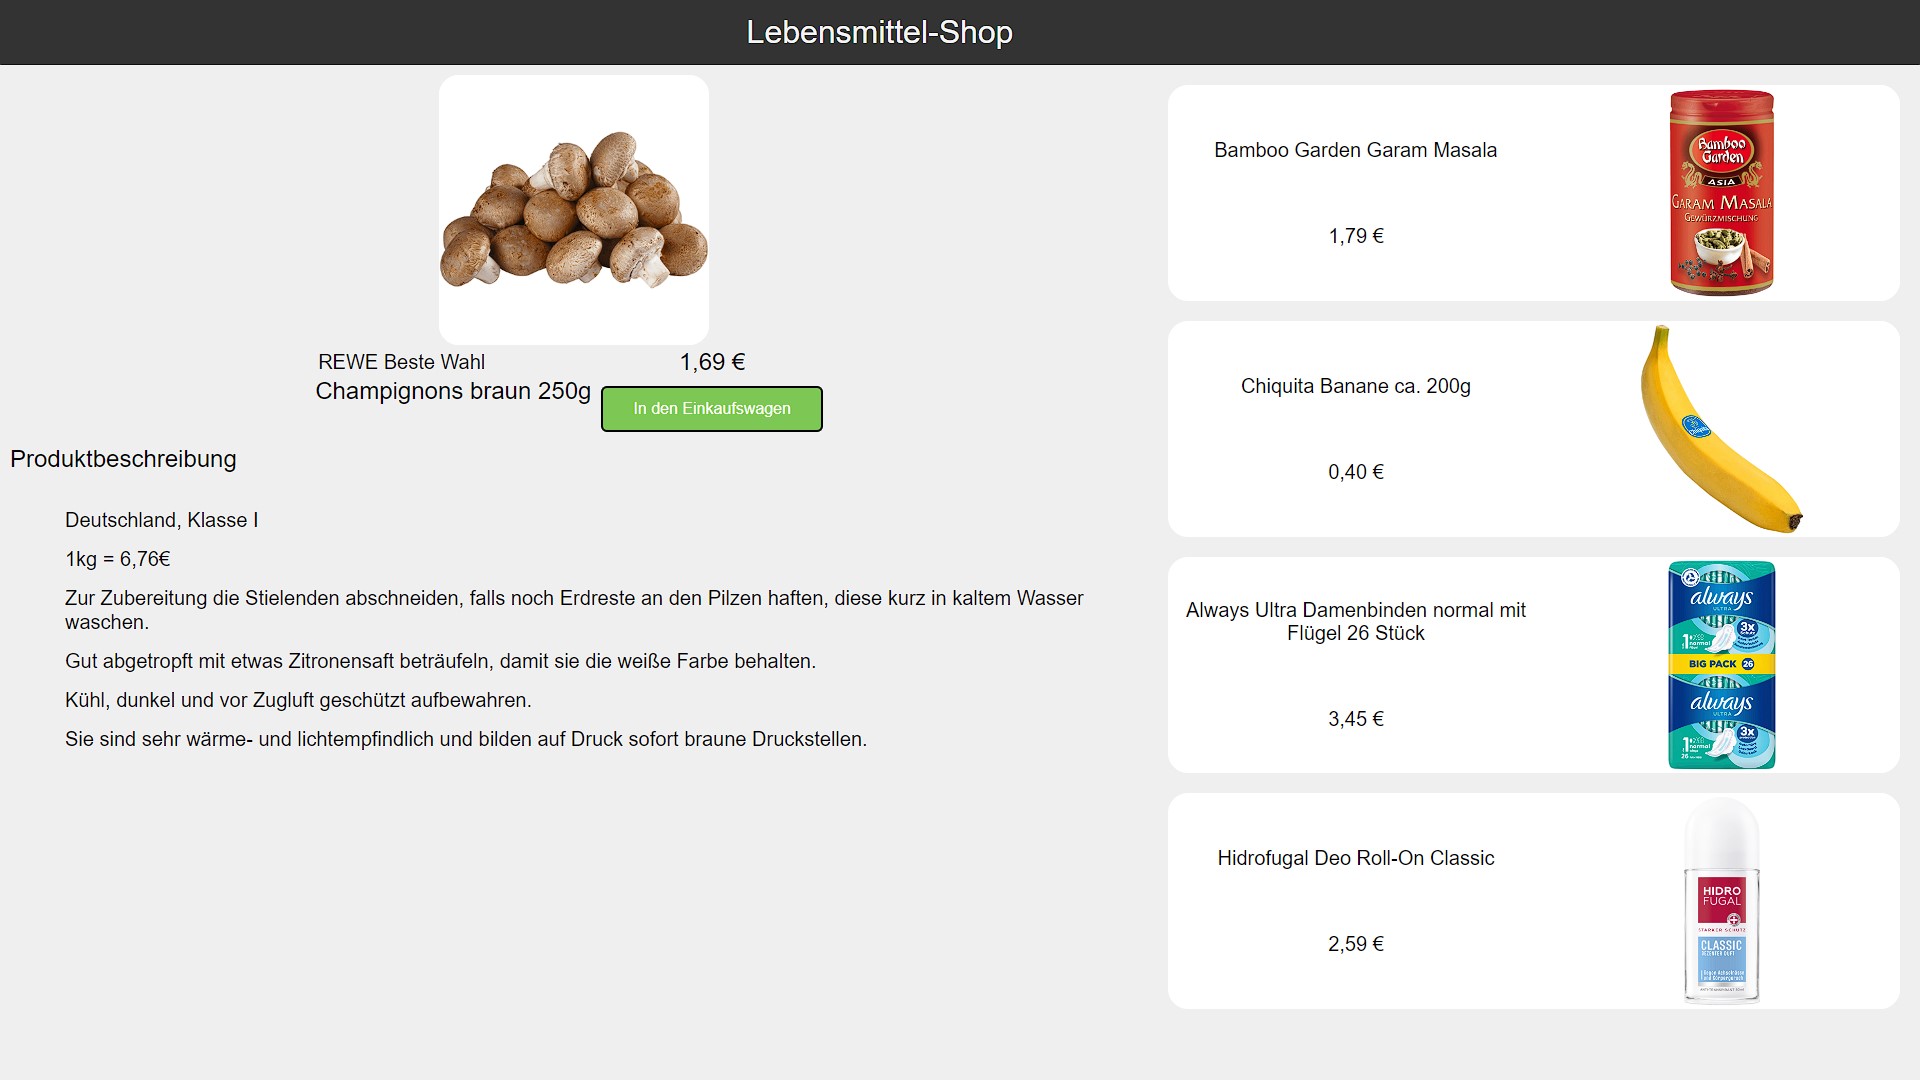 Lebensmittel-Shop
REWE Beste Wahl
1,69 €
Champignons braun 250g
In den Einkaufswagen
Produktbeschreibung
Deutschland, Klasse I
1kg = 6,76€
Zur Zubereitung die Stielenden abschneiden, falls noch Erdreste an den Pilzen haften, diese kurz in kaltem Wasser
waschen.
Gut abgetropft mit etwas Zitronensaft beträufeln, damit sie die weiße Farbe behalten.
Kühl, dunkel und vor Zugluft geschützt aufbewahren.
Sie sind sehr wärme- und lichtempfindlich und bilden auf Druck sofort braune Druckstellen.
Bamboo Garden Garam Masala
1,79 €
Bamboo
Garden
ASIA
GARAM MASALA
GEWÜRZMISCHUNG
Chiquita Banane ca. 200g
0,40 €
Chiquita
Always Ultra Damenbinden normal mit
Flügel 26 Stück
3,45 €
always
ULTRA
3x
1 normal
BIG PACK 26
always
ULTRA
3x
1 normal
26
Hidrofugal Deo Roll-On Classic
2,59 €
HIDRO
FUGAL
STARKER SCHUTZ
CLASSIC
DEZENTER DUFT